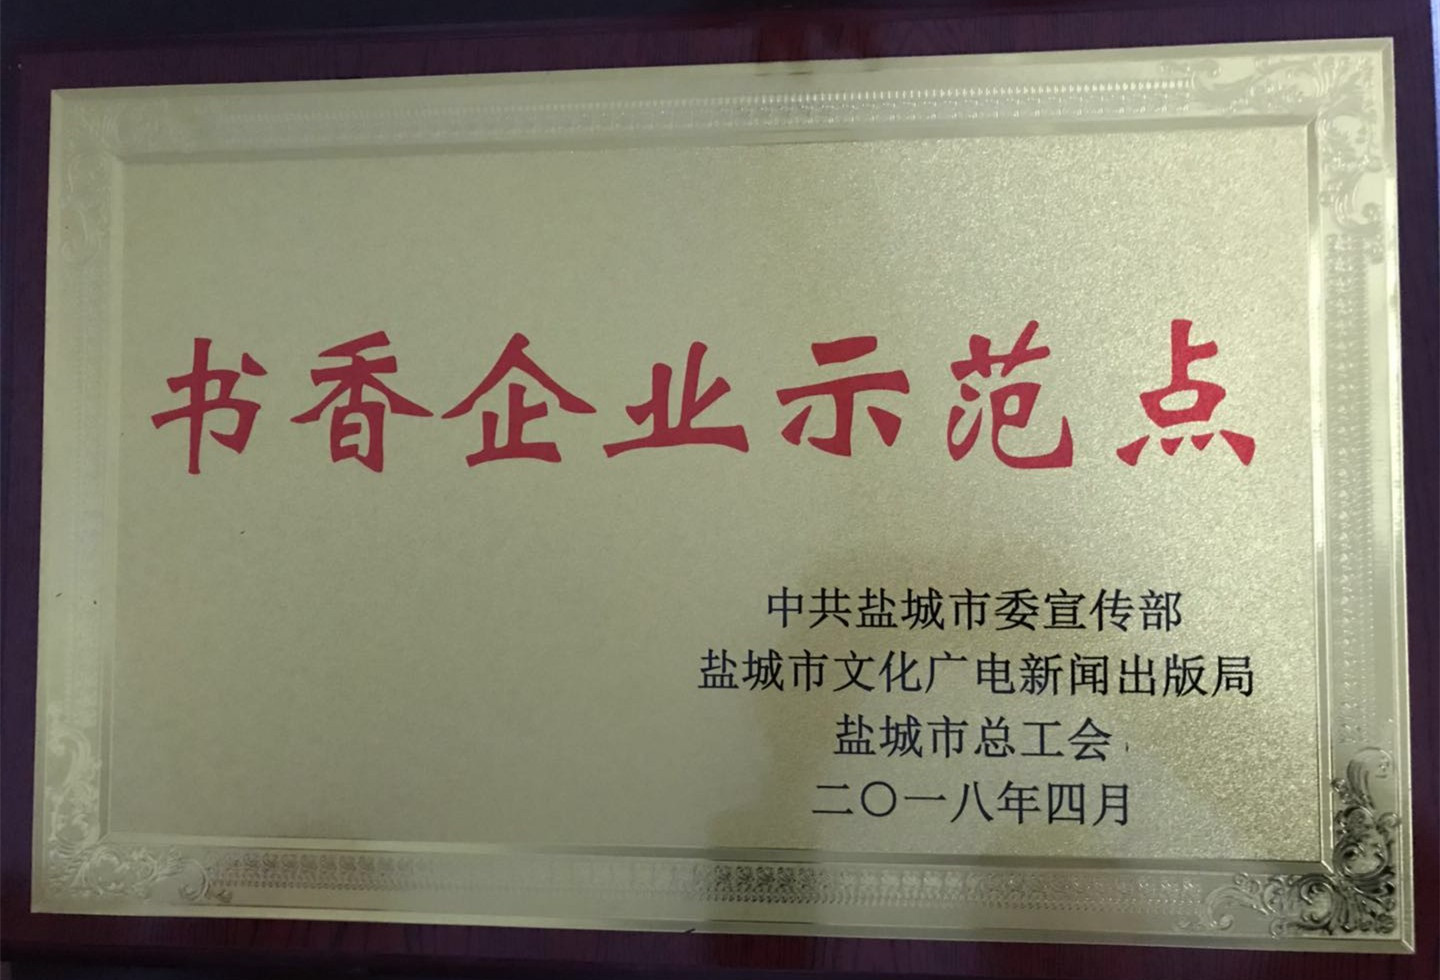 书香企业示范点
中共盐城市委宣传部
盐城市文化广电新闻出版局
盐城市总工会
二〇一八年四月